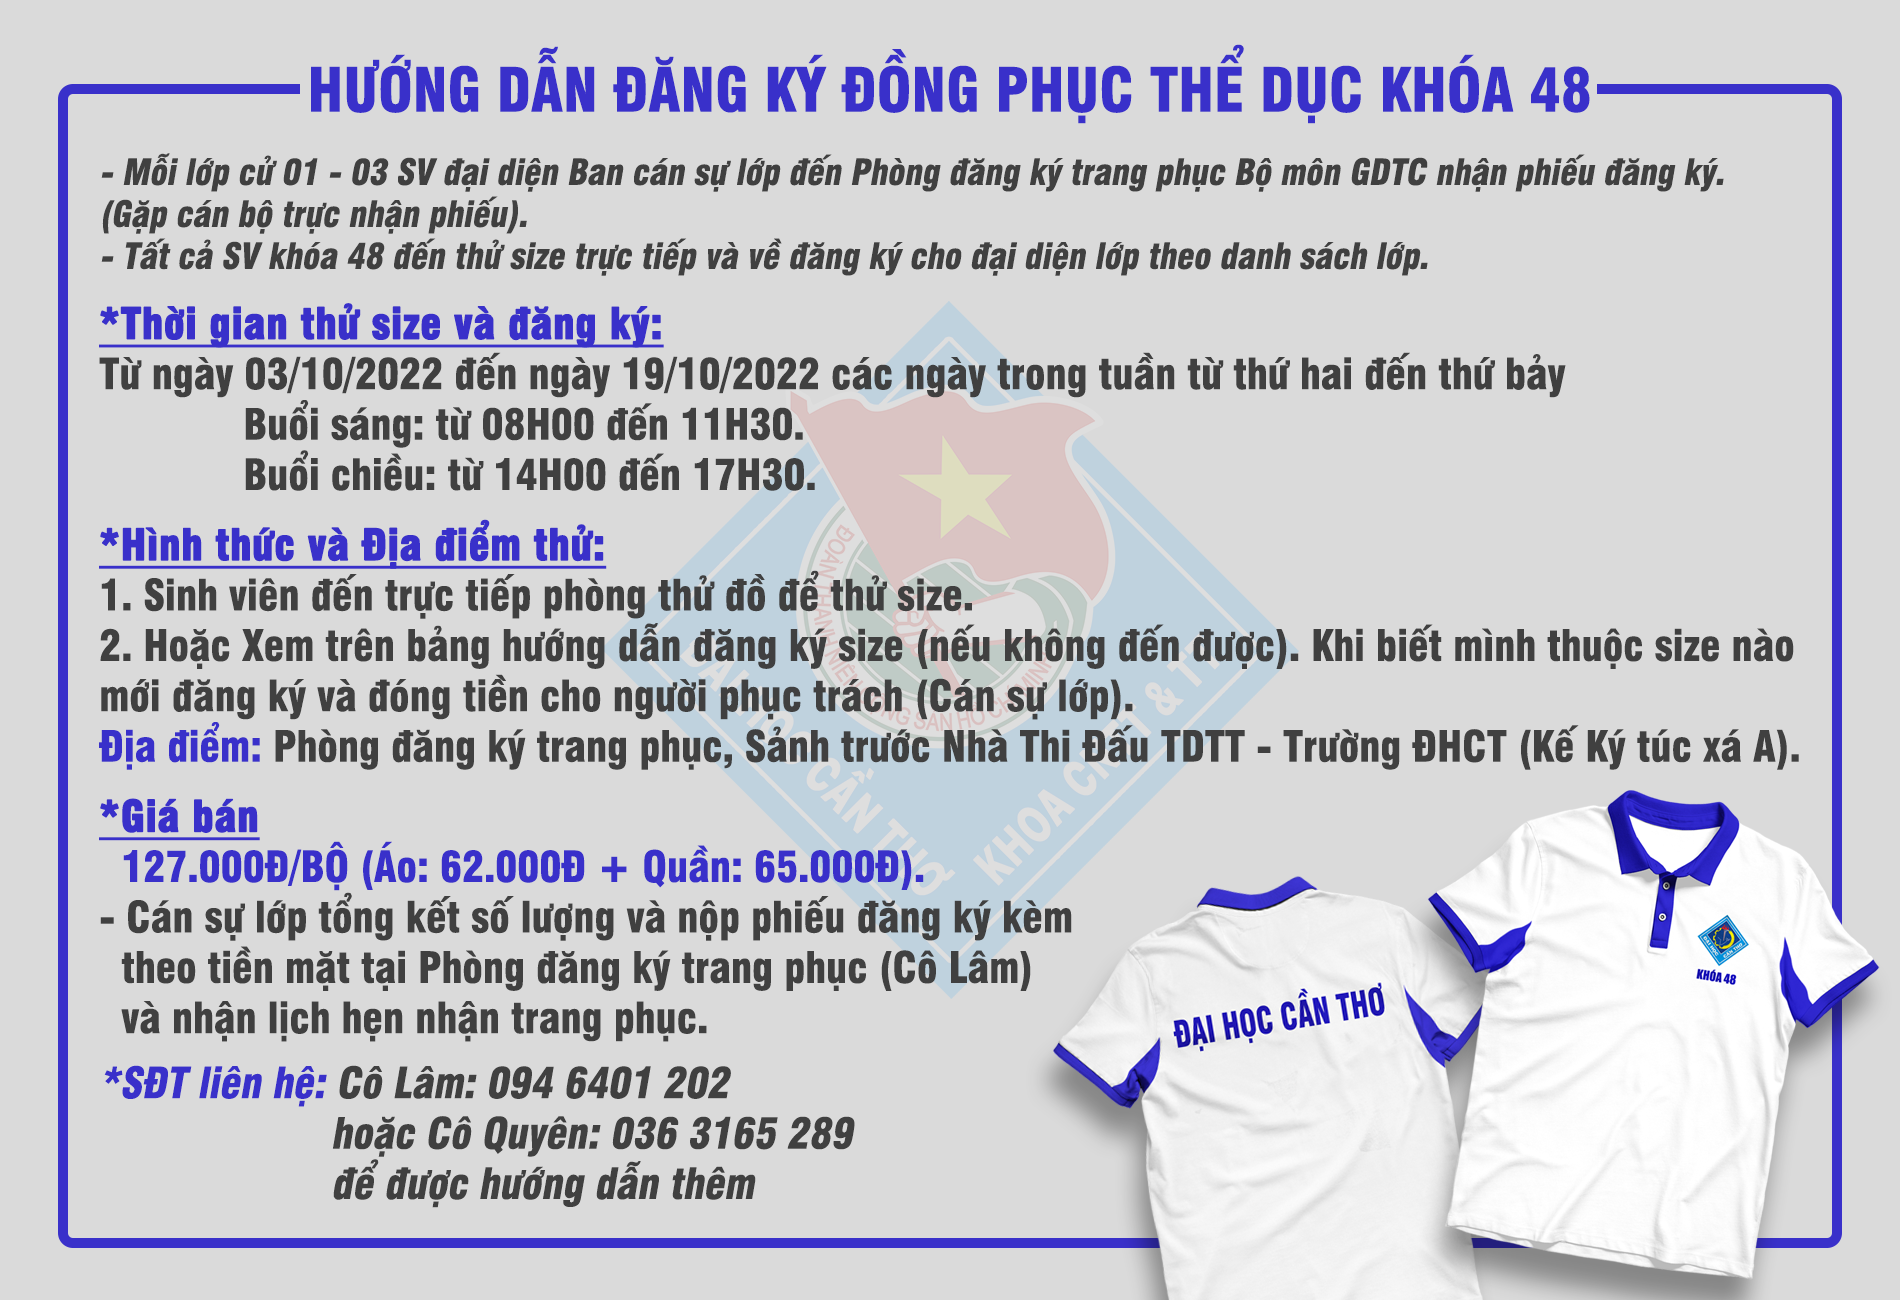 HƯỚNG DẪN ĐĂNG KÝ ĐỒNG PHỤC THỂ DỤC KHÓA 48
- Mỗi lớp cử 01 - 03 SV đại diện Ban cán sự lớp đến Phòng đăng ký trang phục Bộ môn GDTC nhận phiếu đăng ký.
(Gặp cán bộ trực nhận phiếu).
- Tất cả SV khóa 48 đến thử size trực tiếp và về đăng ký cho đại diện lớp theo danh sách lớp.
*Thời gian thử size và đăng ký:
Từ ngày 03/10/2022 đến ngày 19/10/2022 các ngày trong tuần từ thứ hai đến thứ bảy
Buổi sáng: từ 08H00 đến 11H30.
Buổi chiều: từ 14H00 đến 17H30.
*Hình thức và Địa điểm thử:
1. Sinh viên đến trực tiếp phòng thử đồ để thử size.
2. Hoặc Xem trên bảng hướng dẫn đăng ký size (nếu không đến được). Khi biết mình thuộc size nào
mới đăng ký và đóng tiền cho người phục trách (Cán sự lớp).
Địa điểm: Phòng đăng ký trang phục, Sảnh trước Nhà Thi Đấu TDTT - Trường ĐHCT (Kế Ký túc xá A).
*Giá bán
127.000Đ/BỘ (Áo: 62.000Đ + Quần: 65.000Đ).
- Cán sự lớp tổng kết số lượng và nộp phiếu đăng ký kèm
theo tiền mặt tại Phòng đăng ký trang phục (Cô Lâm)
và nhận lịch hẹn nhận trang phục.
*SĐT liên hệ: Cô Lâm: 094 6401 202
hoặc Cô Quyên: 036 3165 289
để được hướng dẫn thêm
ĐẠI HỌC CẦN THƠ
KHÓA 48
ĐẠI HỌC CẦN THƠ